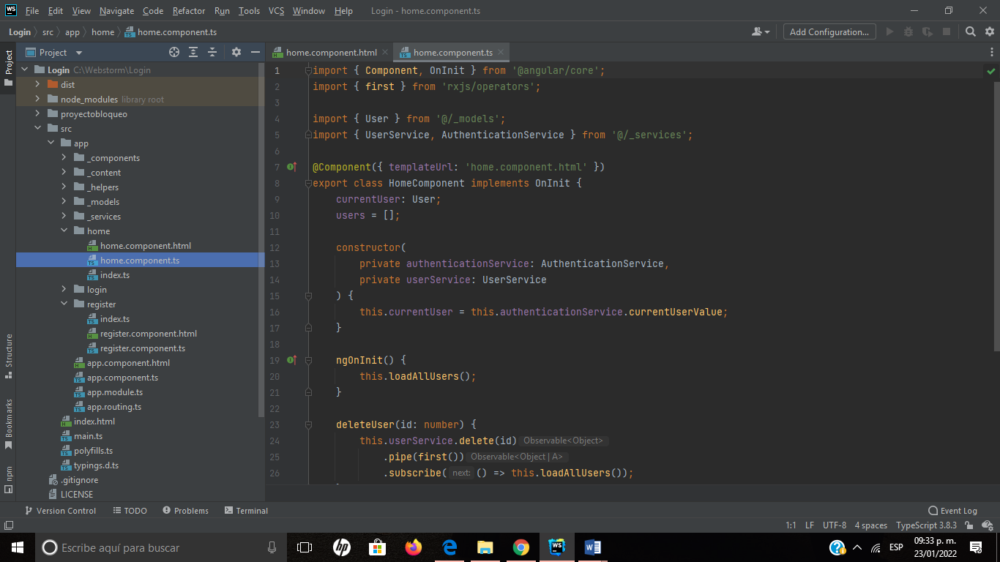 WS File Edit View Navigate Code Refactor Run Tools VCS Window Help Login - home.component.ts
Login src app home home.component.ts Add Configuration...
Project
home.component.html home.component.ts
Project
Structure
Bookmarks
npm
Login C:\Webstorm\Login
dist
node_modules library root
proyectobloqueo
src
app
_components
_content
_helpers
_models
_services
home
home.component.html
home.component.ts
index.ts
login
register
index.ts
register.component.html
register.component.ts
app.component.html
app.component.ts
app.module.ts
app.routing.ts
index.html
main.ts
polyfills.ts
typings.d.ts
.gitignore
LICENSE
1 import { Component, OnInit } from '@angular/core';
2 import { first } from 'rxjs/operators';
3
4 import { User } from '@/_models';
5 import { UserService, AuthenticationService } from '@/_services';
6
7 @Component({ templateUrl: 'home.component.html' })
8 export class HomeComponent implements OnInit {
9 currentUser: User;
10 users = [];
11
12 constructor(
13 private authenticationService: AuthenticationService,
14 private userService: UserService
15 ) {
16 this.currentUser = this.authenticationService.currentUserValue;
17 }
18
19 ngOnInit() {
20 this.loadAllUsers();
21 }
22
23 deleteUser(id: number) {
24 this.userService.delete(id) Observable<Object>
25 .pipe(first()) Observable<Object | A>
26 .subscribe( next: () => this.loadAllUsers());
Version Control TODO Problems Terminal Event Log
1:1 LF UTF-8 4 spaces TypeScript 3.8.3
Escribe aquí para buscar
hp
WS
W
ESP
09:33 p. m.
23/01/2022